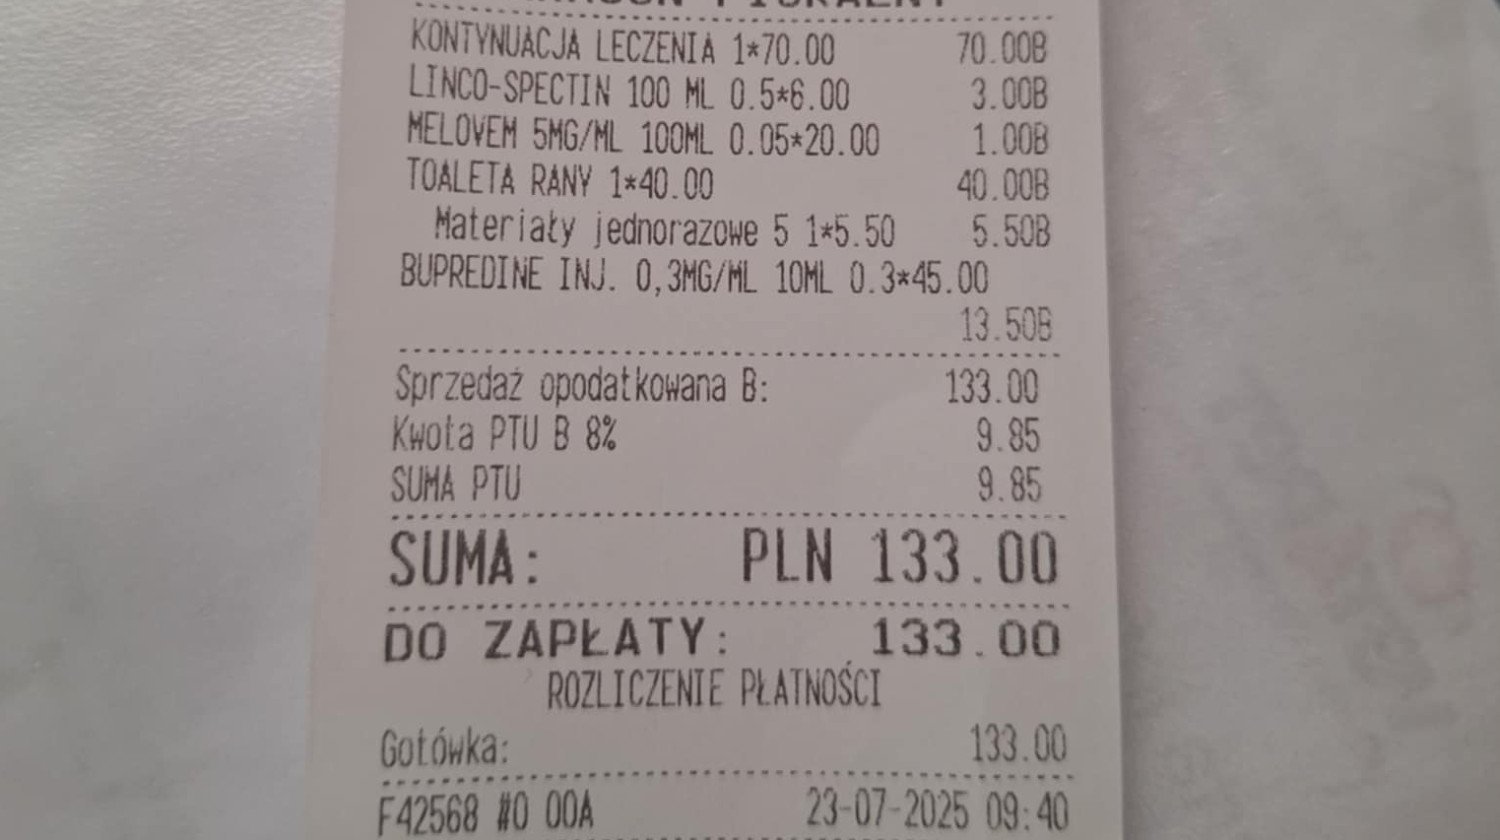 KONTYNUACJA LECZENIA 1*70.00 70.00B
LINCO-SPECTIN 100 ML 0.5*6.00 3.00B
MELOVEM 5MG/ML 100ML 0.05*20.00 1.00B
TOALETA RANY 1*40.00 40.00B
Materiały jednorazowe 5 1*5.50 5.50B
BUPREDINE INJ. 0,3MG/ML 10ML 0.3*45.00
13.50B
Sprzedaż opodatkowana B: 133.00
Kwota PTU B 8% 9.85
SUMA PTU 9.85
SUMA: PLN 133.00
DO ZAPŁATY: 133.00
ROZLICZENIE PŁATNOŚCI
Gotówka: 133.00
F42568 #0 00A 23-07-2025 09:40